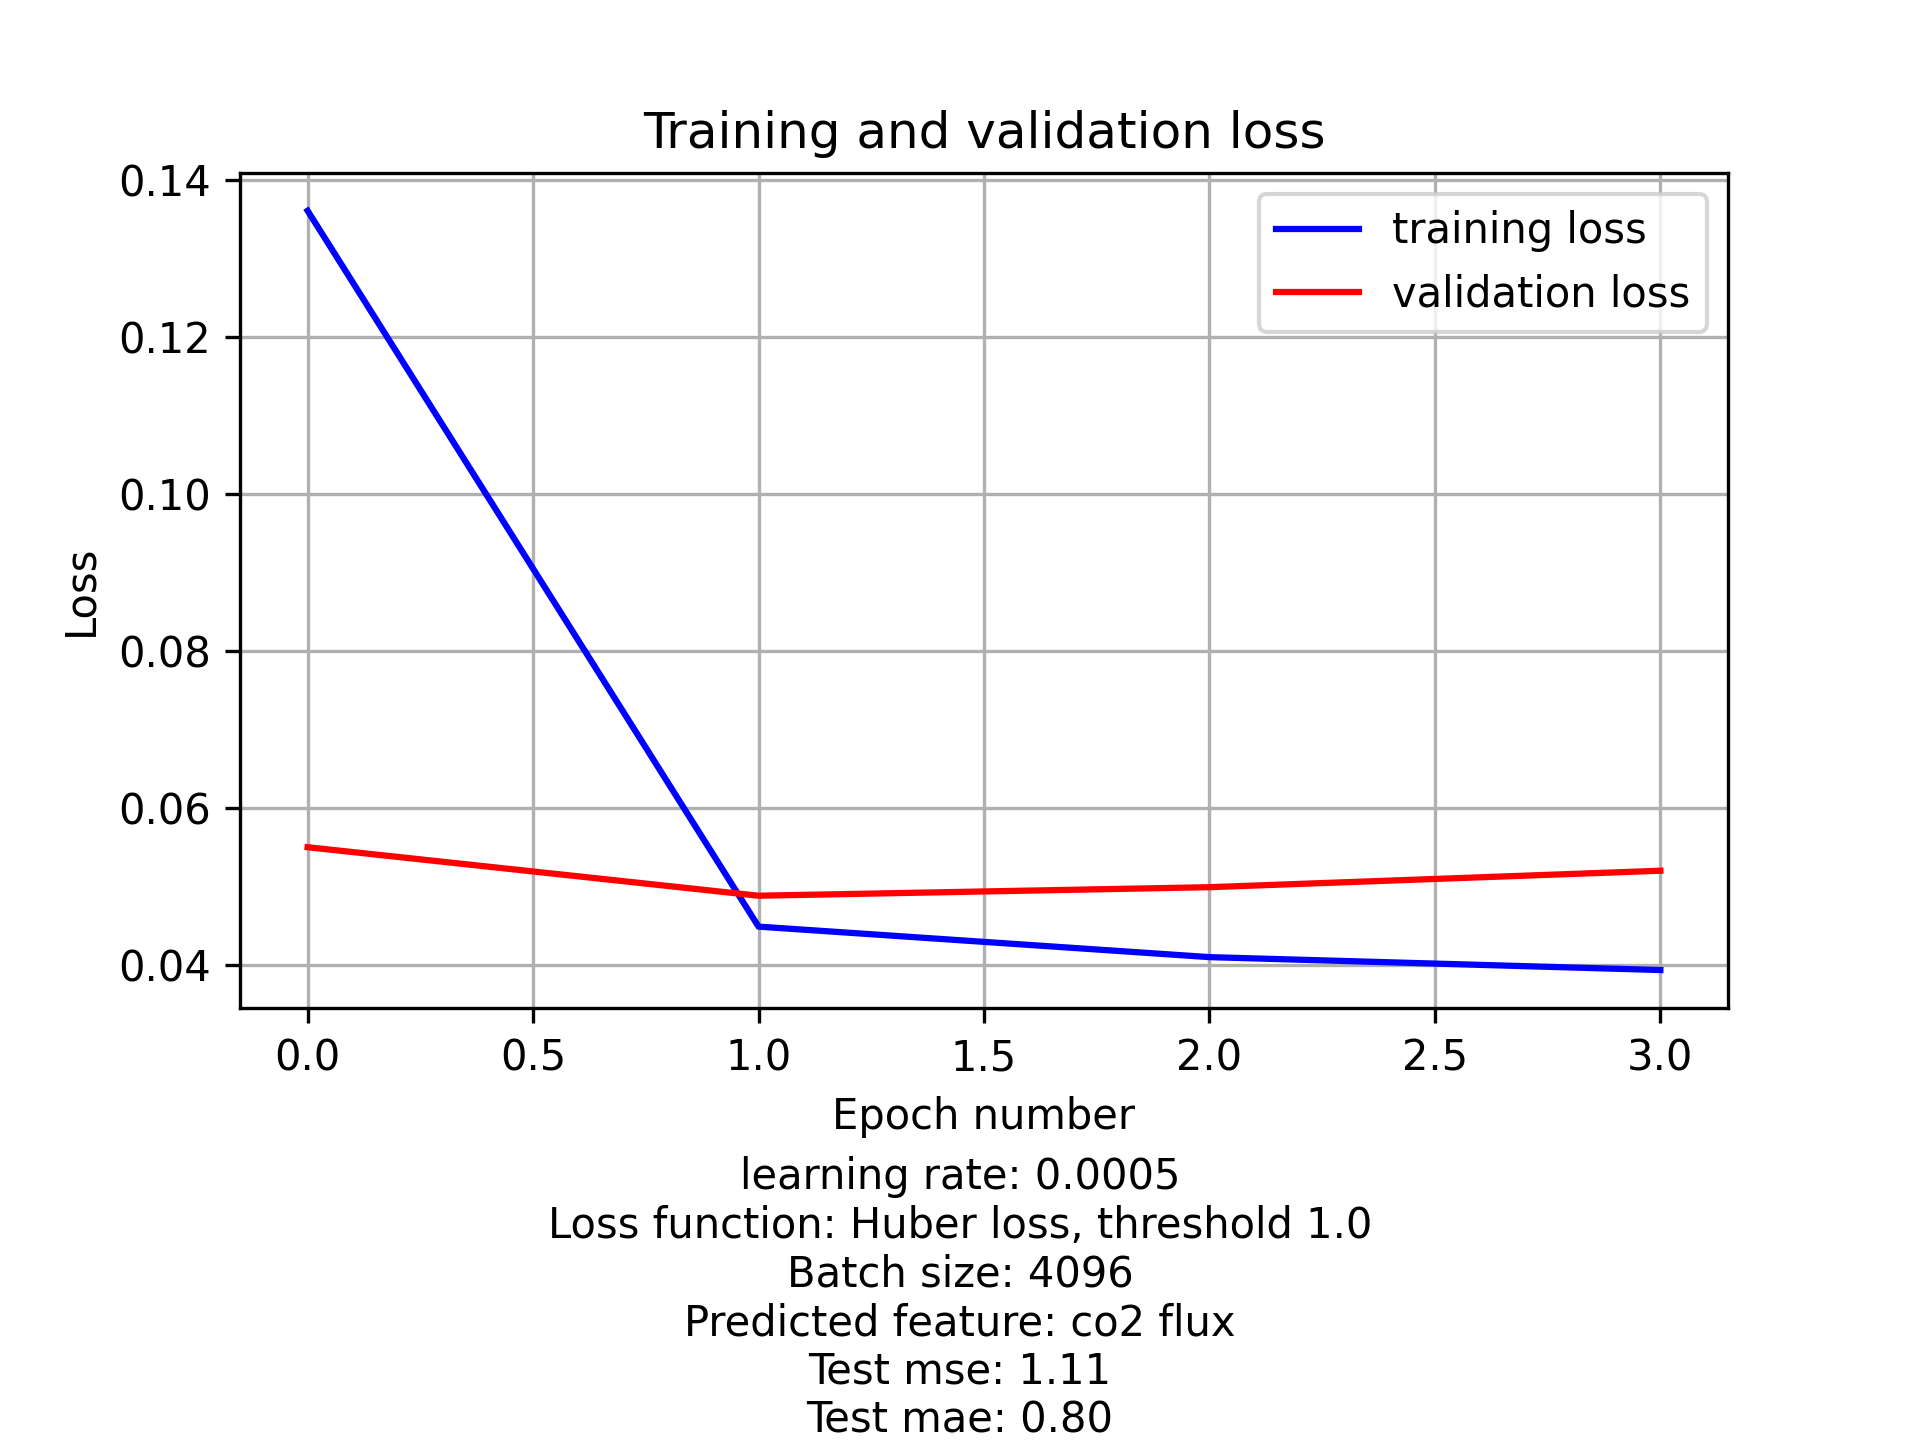 Training and validation loss
training loss
validation loss
Loss
0.14
0.12
0.10
0.08
0.06
0.04
0.0 0.5 1.0 1.5 2.0 2.5 3.0
Epoch number
learning rate: 0.0005
Loss function: Huber loss, threshold 1.0
Batch size: 4096
Predicted feature: co2 flux
Test mse: 1.11
Test mae: 0.80